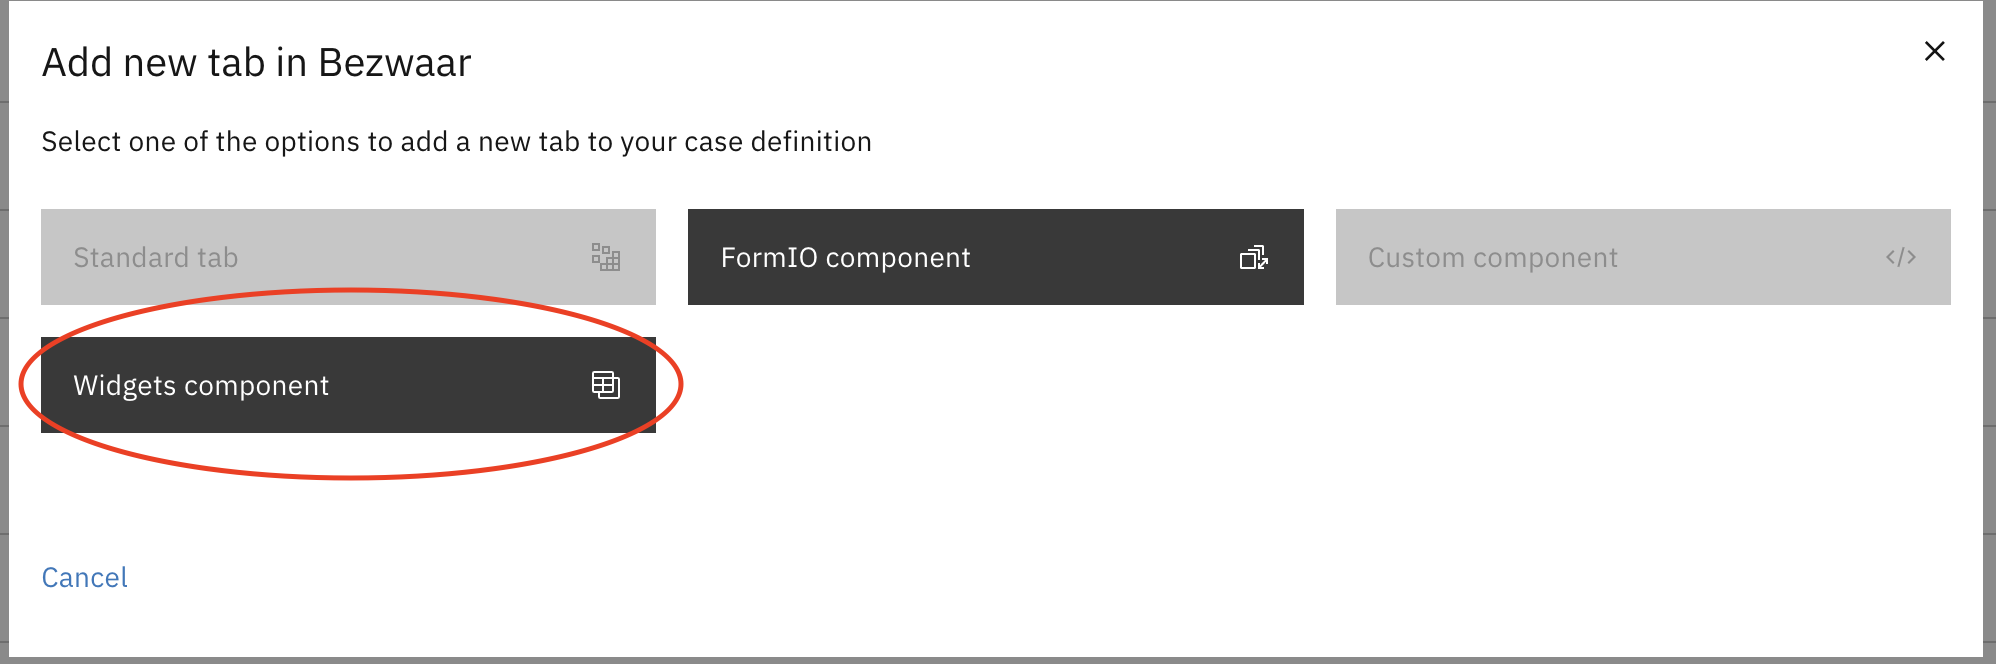 Add new tab in Bezwaar
Select one of the options to add a new tab to your case definition
Standard tab
FormIO component
Custom component
Widgets component
Cancel